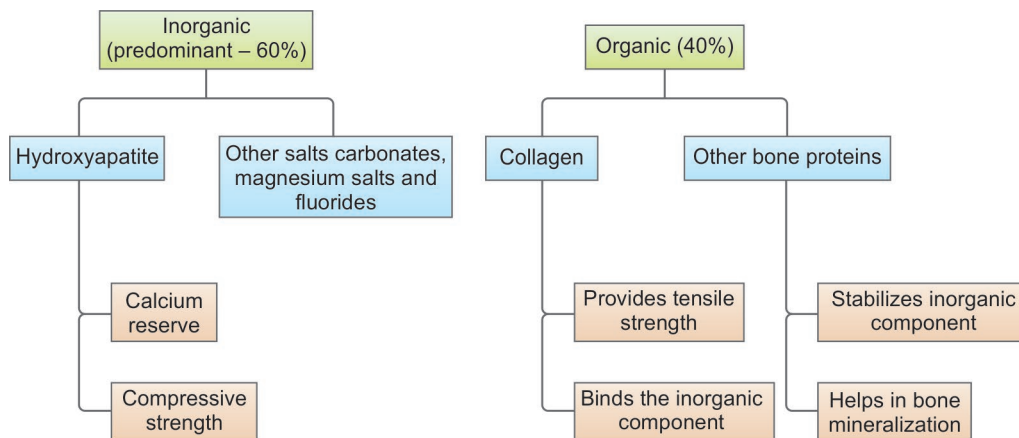 Inorganic
(predominant – 60%)
Organic (40%)
Hydroxyapatite
Other salts carbonates,
magnesium salts and
fluorides
Collagen
Other bone proteins
Calcium
reserve
Compressive
strength
Provides tensile
strength
Binds the inorganic
component
Stabilizes inorganic
component
Helps in bone
mineralization